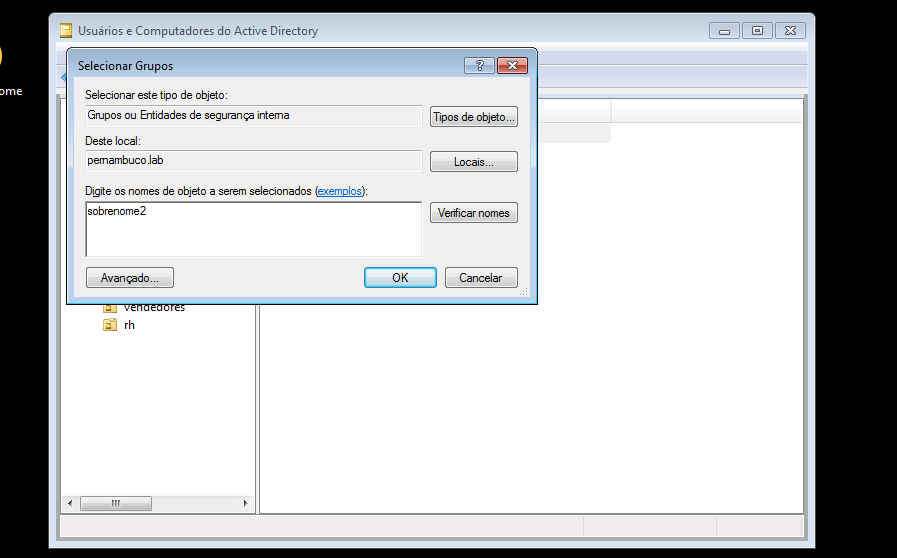 Usuários e Computadores do Active Directory
Selecionar Grupos
ome
Selecionar este tipo de objeto:
Grupos ou Entidades de segurança interna
Tipos de objeto...
Deste local:
pernambuco.lab
Locais...
Digite os nomes de objeto a serem selecionados (exemplos):
sobrenome2
Verificar nomes
Avançado...
OK
Cancelar
vendedores
rh